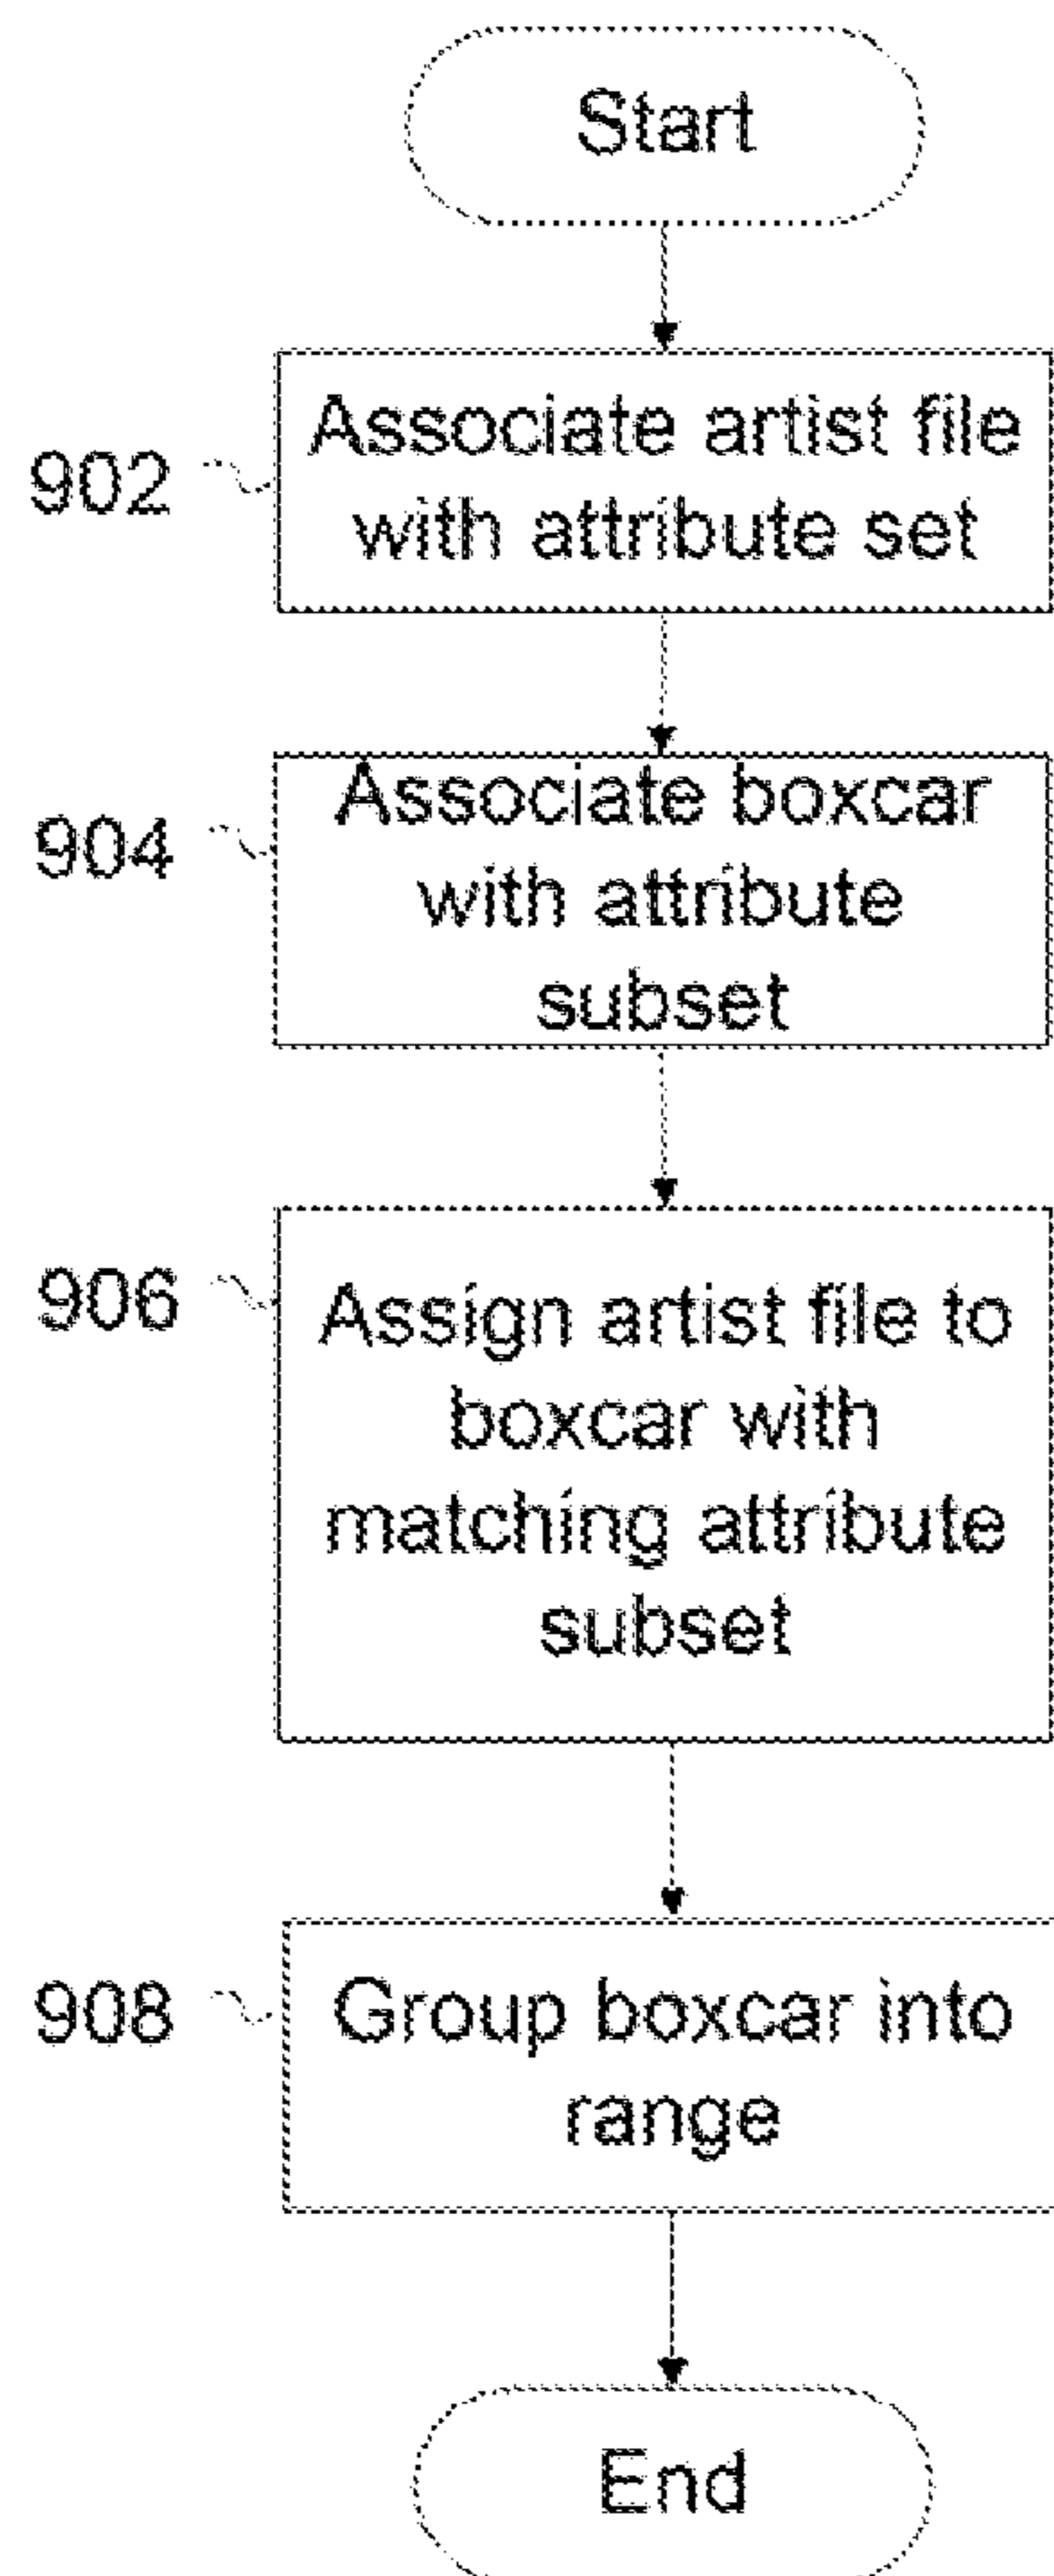 Start
Associate artist file
902
with attribute set
Associate boxcar
904
with attribute
subset
906
Assign artist file to
boxcar with
matching attribute
subset
908
Group boxcar into
range
End